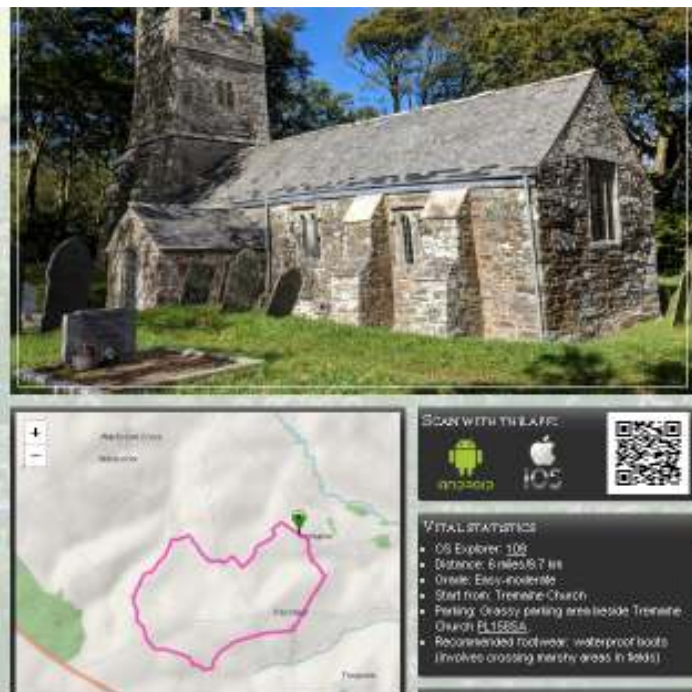 +
−
SCAN WITH THE APP:
android
iOS
VITAL STATISTICS
OS Explorer: 109
Distance: 6 miles/9.7 km
Grade: Easy-moderate
Start from: Tremaine Church
Parking: Grassy parking area beside Tremaine
Church PL158SA
Recommended footwear: waterproof boots
(involves crossing marshy areas in fields)